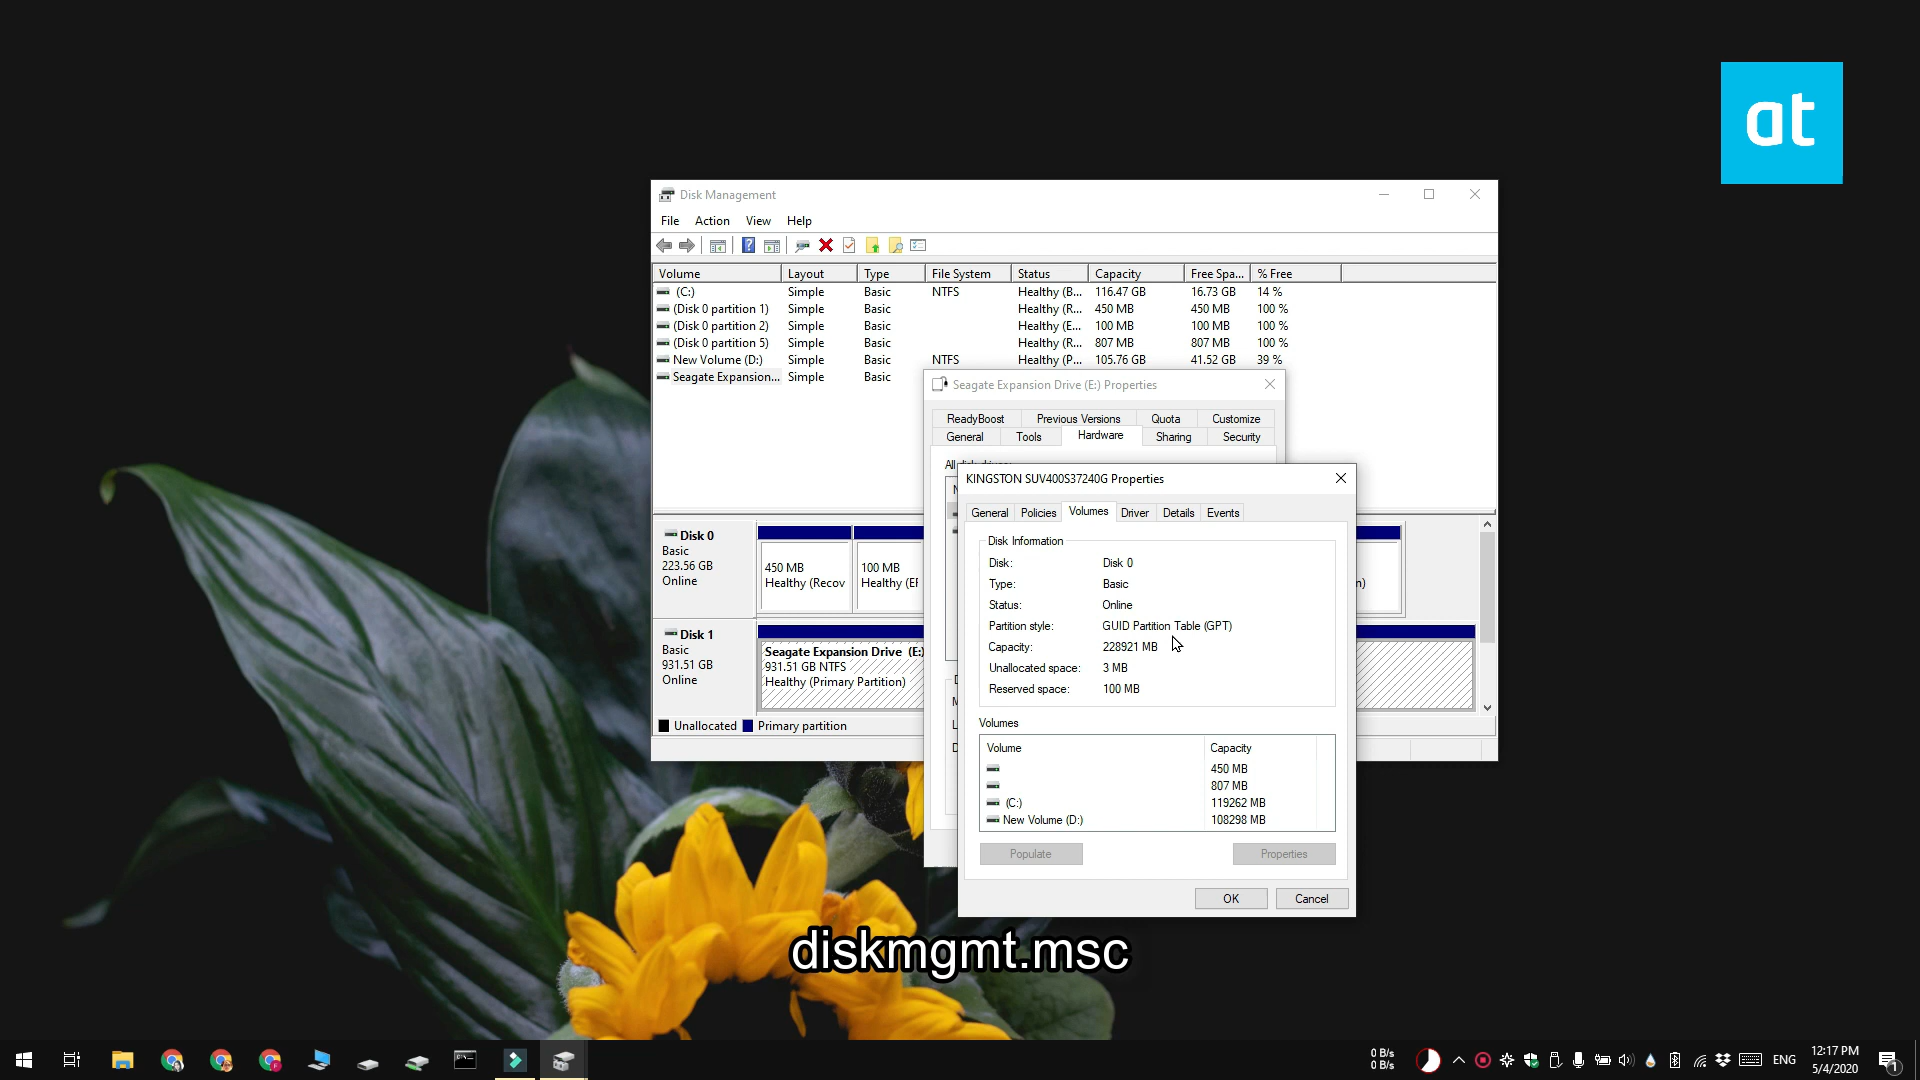 at
Disk Management
File Action View Help
Volume Layout Type File System Status Capacity Free Spa... % Free
(C:) Simple Basic NTFS Healthy (B... 116.47 GB 16.73 GB 14 %
(Disk 0 partition 1) Simple Basic Healthy (R... 450 MB 450 MB 100 %
(Disk 0 partition 2) Simple Basic Healthy (E... 100 MB 100 MB 100 %
(Disk 0 partition 5) Simple Basic Healthy (R... 807 MB 807 MB 100 %
New Volume (D:) Simple Basic NTFS Healthy (P... 105.76 GB 41.52 GB 39 %
Seagate Expansion... Simple Basic
Seagate Expansion Drive (E:) Properties
ReadyBoost Previous Versions Quota Customize
General Tools Hardware Sharing Security
KINGSTON SUV400S37240G Properties
General Policies Volumes Driver Details Events
Disk Information
Disk: Disk 0
Type: Basic
Status: Online
Partition style: GUID Partition Table (GPT)
Capacity: 228921 MB
Unallocated space: 3 MB
Reserved space: 100 MB
Volumes
Volume Capacity
450 MB
807 MB
(C:) 119262 MB
New Volume (D:) 108298 MB
Populate Properties
OK Cancel
Disk 0
Basic
223.56 GB
Online
450 MB
Healthy (Recov
100 MB
Healthy (EF
n)
Disk 1
Basic
931.51 GB
Online
Seagate Expansion Drive (E:)
931.51 GB NTFS
Healthy (Primary Partition)
Unallocated Primary partition
diskmgmt.msc
0 B/s
0 B/s
ENG
12:17 PM
5/4/2020
1